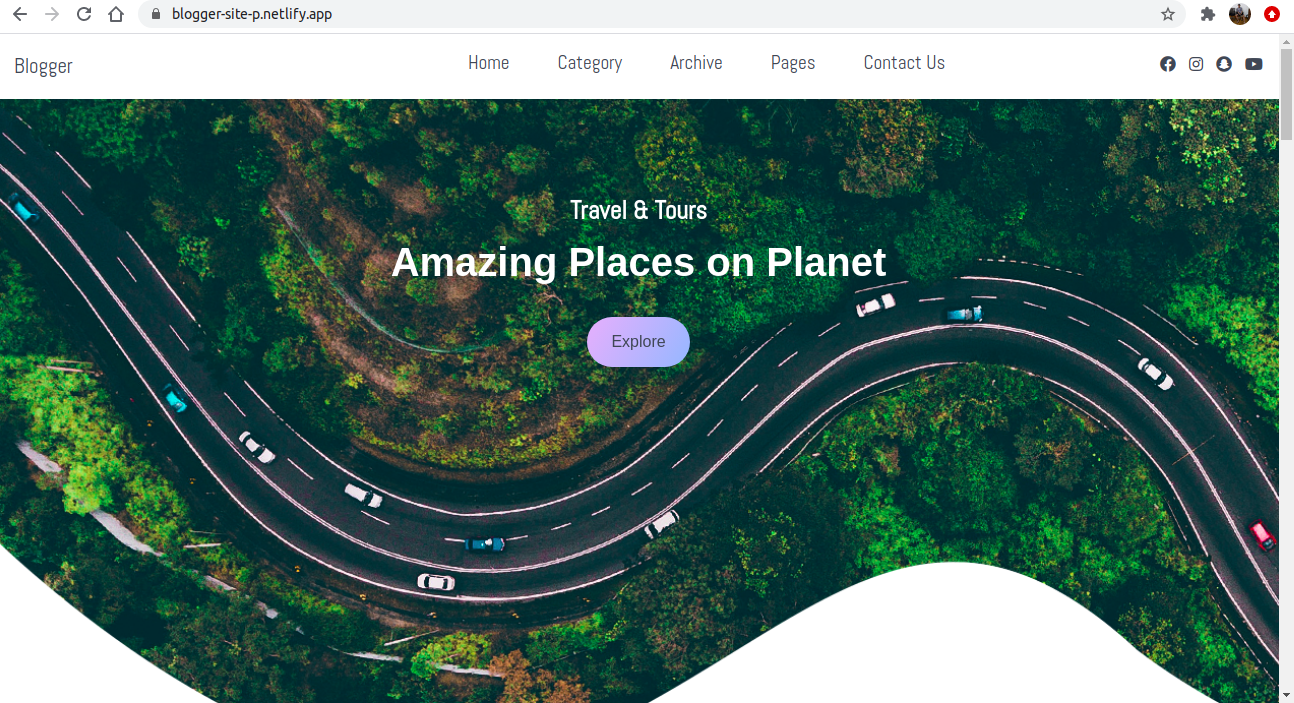 blogger-site-p.netlify.app
Blogger
Home Category Archive Pages Contact Us
Travel & Tours
Amazing Places on Planet
Explore